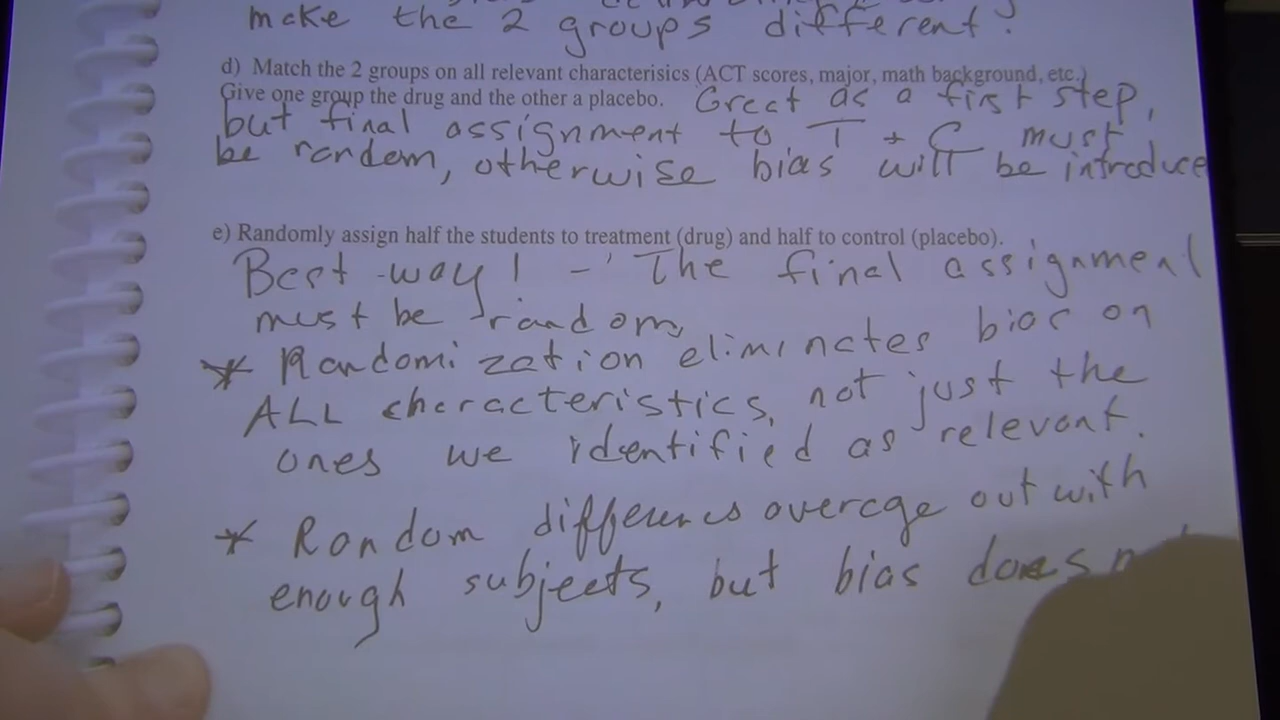 make the 2 groups different?
d) Match the 2 groups on all relevant characterisics (ACT scores, major, math background, etc.)
Give one group the drug and the other a placebo. Great as a first step,
but final assignment to T + C must
be random, otherwise bias will be introduce
e) Randomly assign half the students to treatment (drug) and half to control (placebo).
Best way! - The final assignment
must be random
* Randomization eliminates bias on
ALL characteristics, not just the
ones we identified as relevant.
* Random differences average out with
enough subjects, but bias does